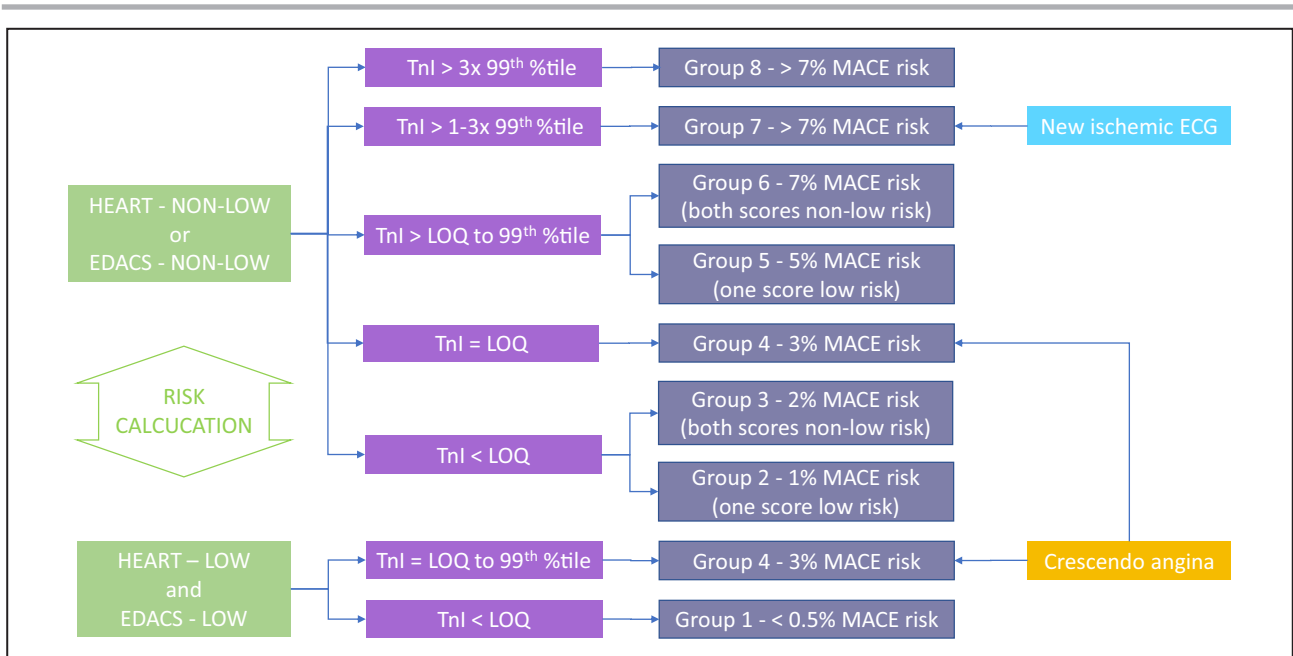 TnI > 3x 99th %tile
Group 8 - > 7% MACE risk
TnI > 1-3x 99th %tile
Group 7 - > 7% MACE risk
New ischemic ECG
HEART - NON-LOW
or
EDACS - NON-LOW
TnI > LOQ to 99th %tile
Group 6 - 7% MACE risk
(both scores non-low risk)
Group 5 - 5% MACE risk
(one score low risk)
TnI = LOQ
Group 4 - 3% MACE risk
RISK
CALCUCATION
TnI < LOQ
Group 3 - 2% MACE risk
(both scores non-low risk)
Group 2 - 1% MACE risk
(one score low risk)
HEART – LOW
and
EDACS - LOW
TnI = LOQ to 99th %tile
Group 4 - 3% MACE risk
Crescendo angina
TnI < LOQ
Group 1 - < 0.5% MACE risk